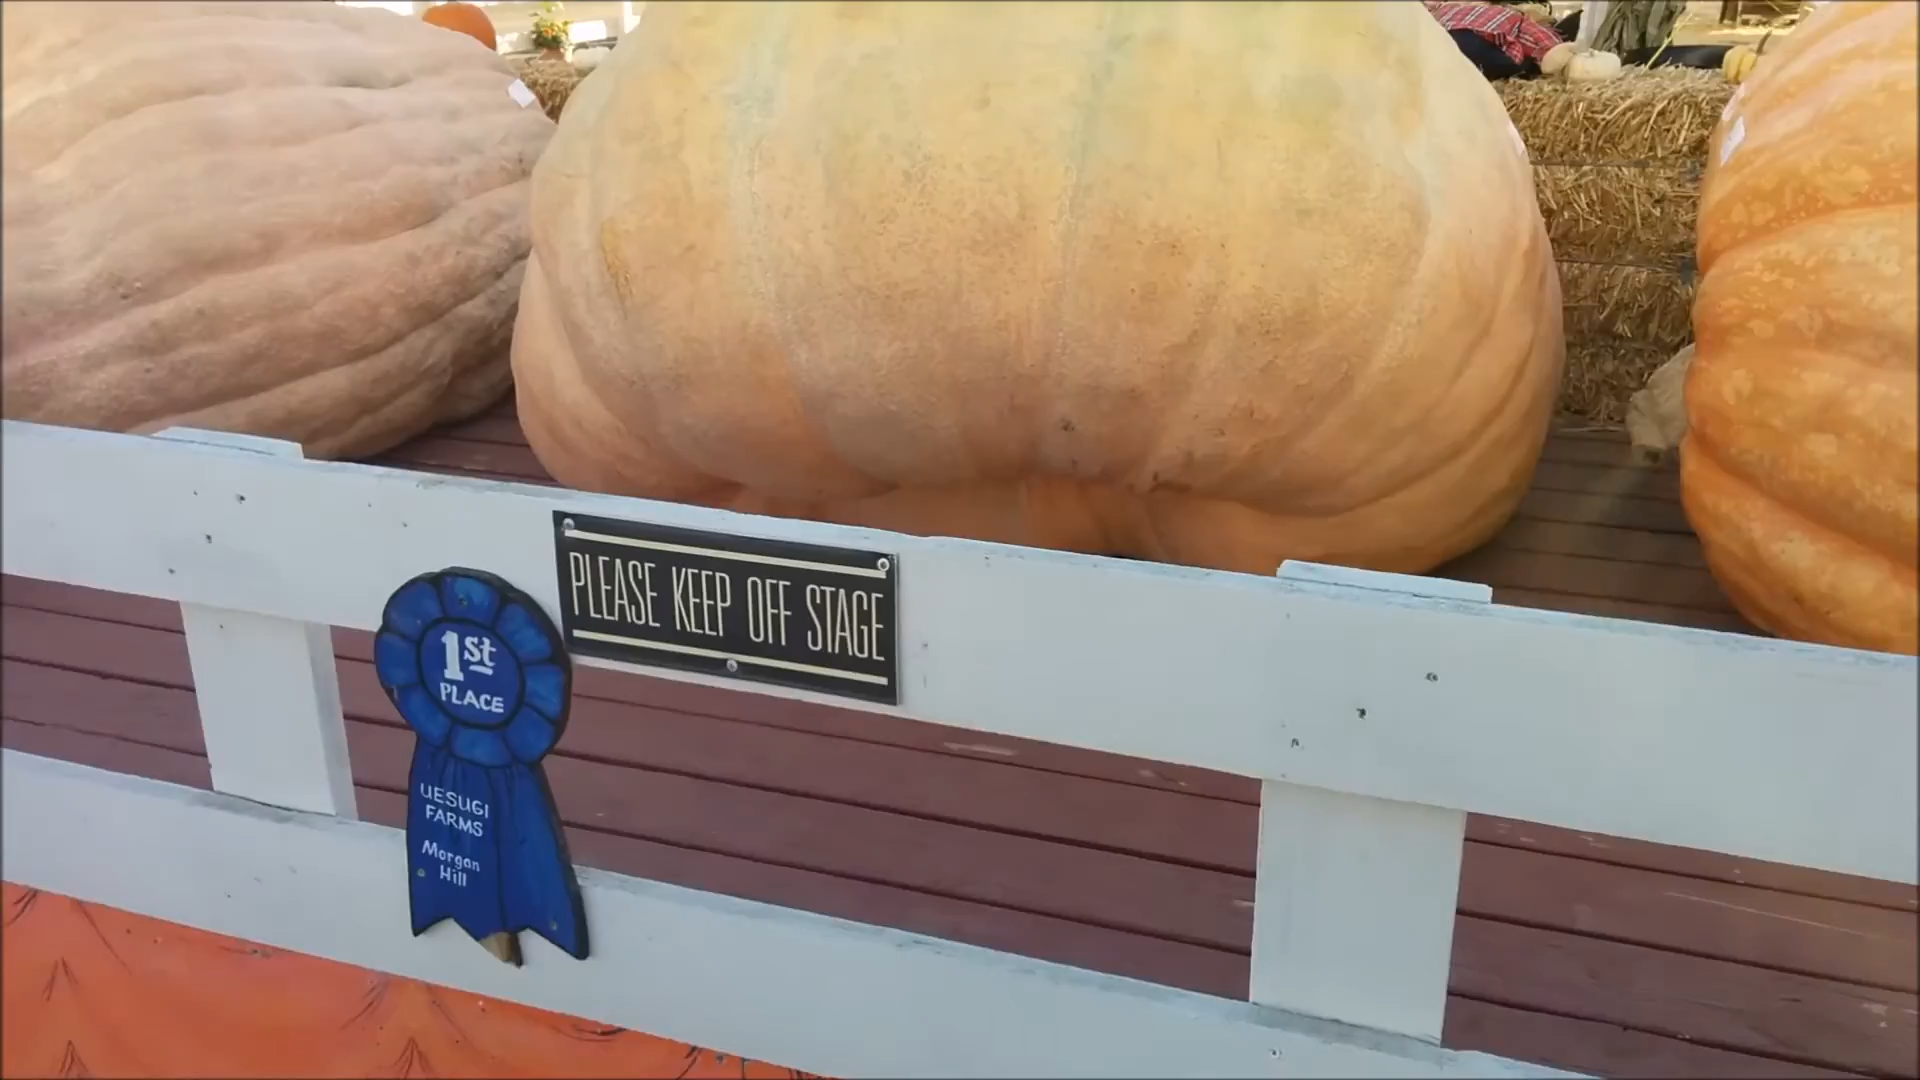 PLEASE KEEP OFF STAGE
1st
PLACE
UESUGI
FARMS
Morgan
Hill